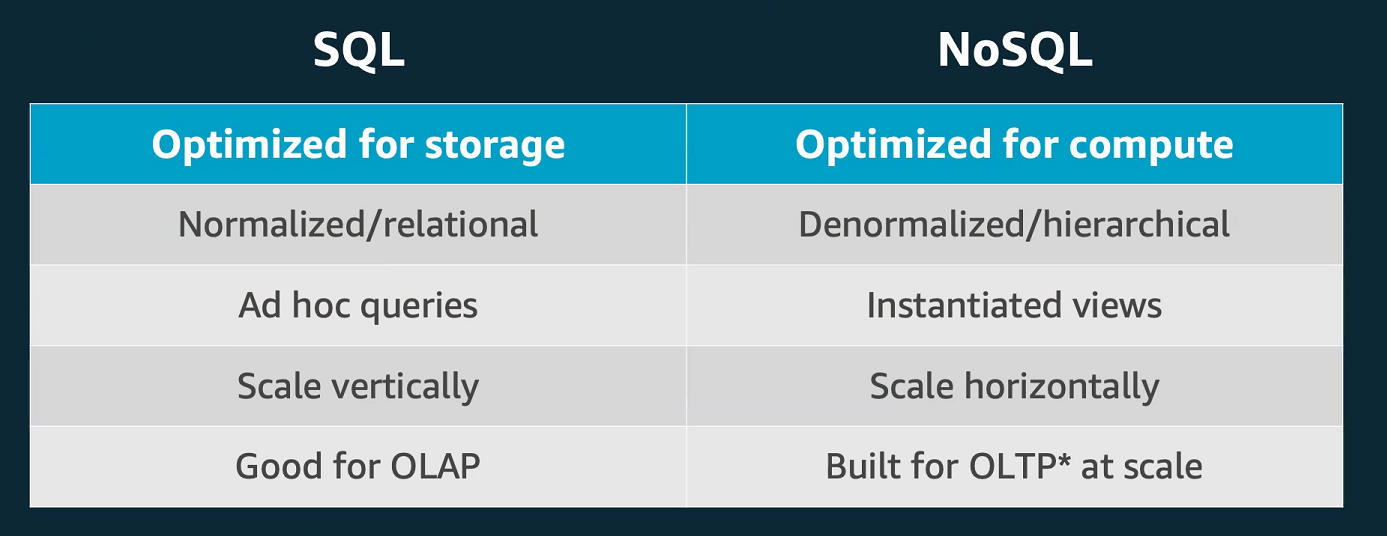 SQL NoSQL
Optimized for storage Optimized for compute
Normalized/relational Denormalized/hierarchical
Ad hoc queries Instantiated views
Scale vertically Scale horizontally
Good for OLAP Built for OLTP* at scale